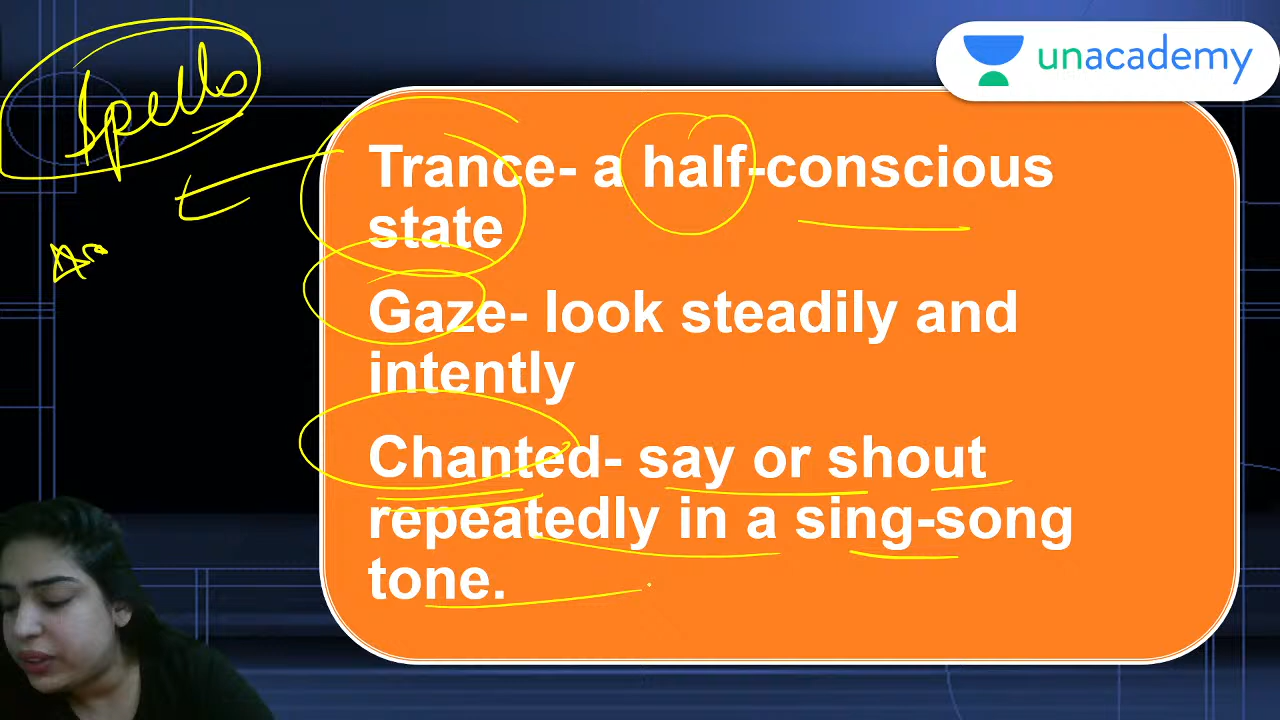 Spells
unacademy
Trance- a half-conscious
state
Gaze- look steadily and
intently
Chanted- say or shout
repeatedly in a sing-song
tone.